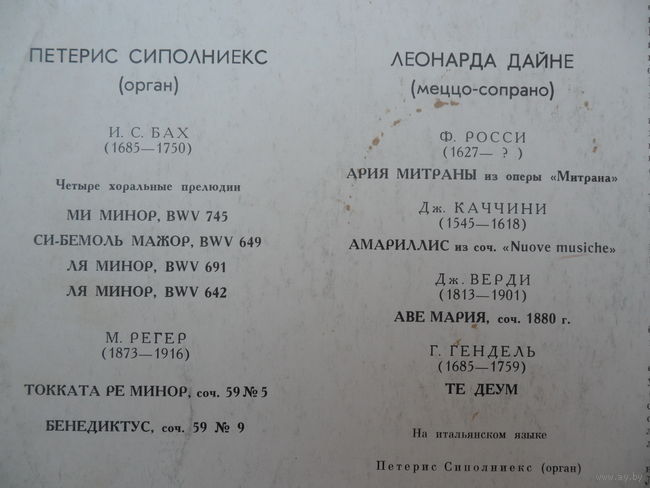 ПЕТЕРИС СИПОЛНИЕКС
(орган)
И. С. БАХ
(1685—1750)
Четыре хоральные прелюдии
МИ МИНОР, BWV 745
СИ-БЕМОЛЬ МАЖОР, BWV 649
ЛЯ МИНОР, BWV 691
ЛЯ МИНОР, BWV 642
М. РЕГЕР
(1873—1916)
ТОККАТА РЕ МИНОР, соч. 59 № 5
БЕНЕДИКТУС, соч. 59 № 9
ЛЕОНАРДА ДАЙНЕ
(меццо-сопрано)
Ф. РОССИ
(1627— ? )
АРИЯ МИТРАНЫ из оперы «Митрана»
Дж. КАЧЧИНИ
(1545—1618)
АМАРИЛЛИС из соч. «Nuove musiche»
Дж. ВЕРДИ
(1813—1901)
АВЕ МАРИЯ, соч. 1880 г.
Г. ГЕНДЕЛЬ
(1685—1759)
ТЕ ДЕУМ
На итальянском языке
Петерис Сиполниекс (орган)
www.ay.by